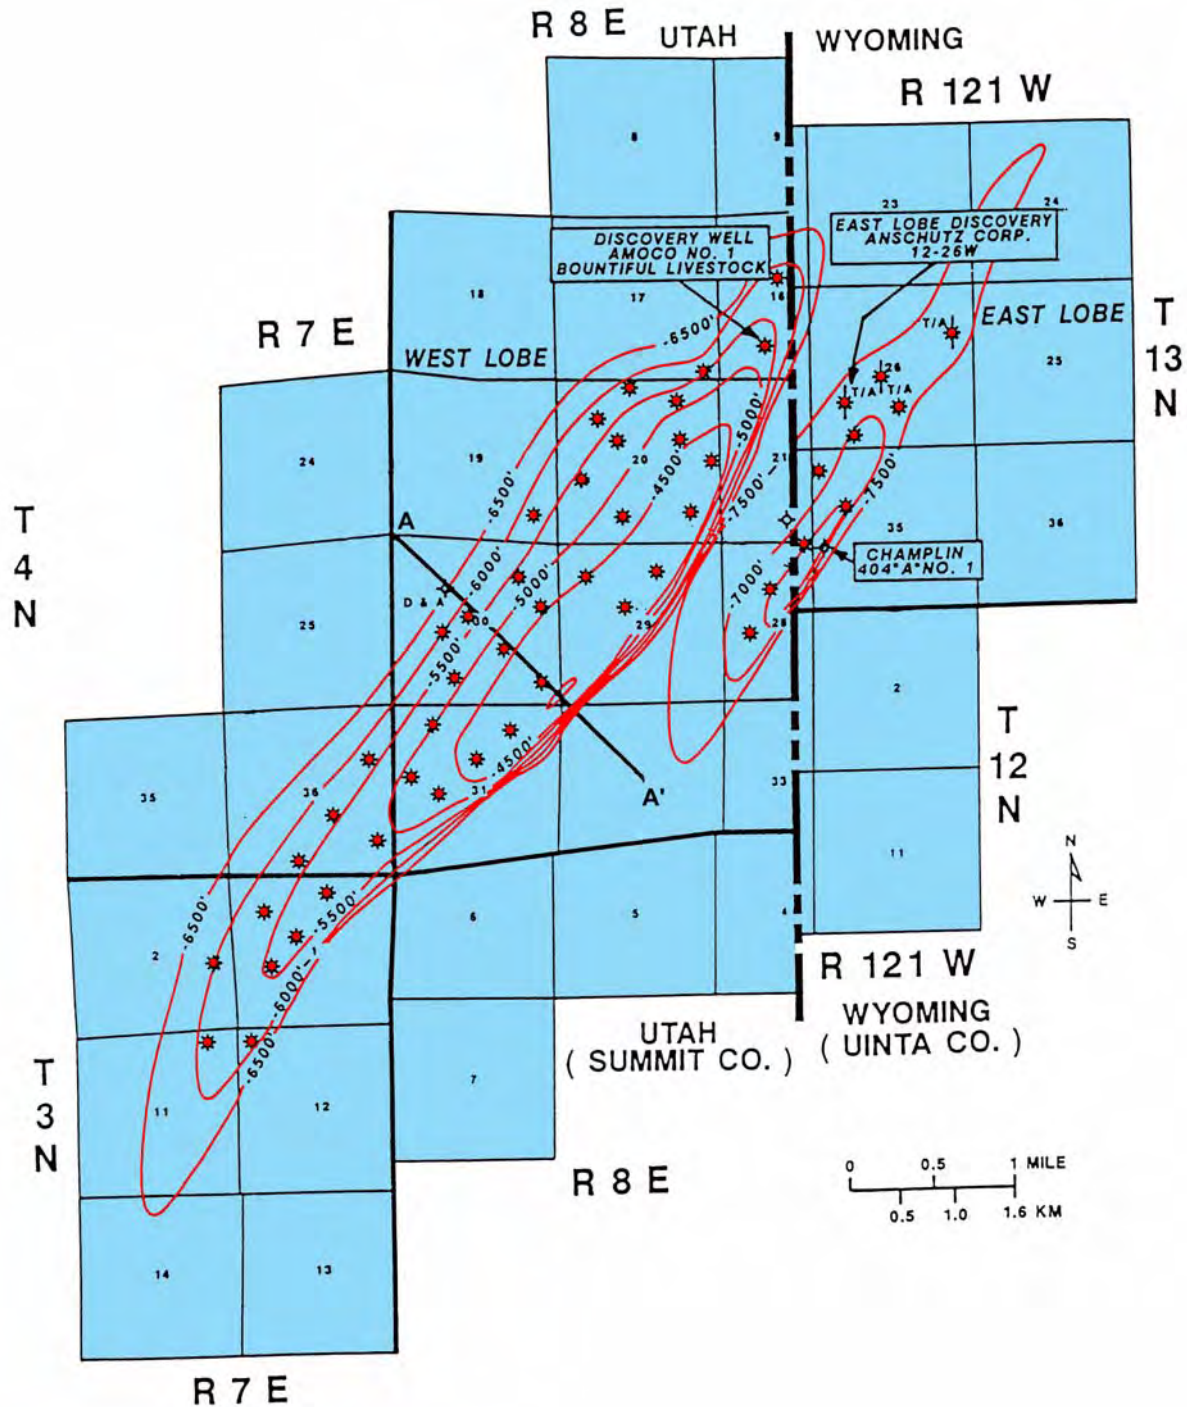 R 8 E
UTAH
WYOMING
R 121 W
8
9
23
24
DISCOVERY WELL
AMOCO NO. 1
BOUNTIFUL LIVESTOCK
EAST LOBE DISCOVERY
ANSCHUTZ CORP.
12-26W
18
17
16
R 7 E
WEST LOBE
-6500'
T/A
EAST LOBE
T
13
N
26
25
T/A
T/A
24
19
20
21
-5000'
-4500'
-6500'
-7500'
-7500'
35
36
T
4
N
A
CHAMPLIN
404"A"NO. 1
-6000'
-5000'
-7000'
D & A
25
29
28
-5500'
2
T
12
N
-4500'
35
36
31
33
A'
11
N
W
E
S
-6500'
-5500'
2
6
5
4
-6000'
R 121 W
UTAH
( SUMMIT CO. )
WYOMING
( UINTA CO. )
T
3
N
-6500'
11
12
7
R 8 E
0
0.5
1 MILE
0.5
1.0
1.6 KM
14
13
R 7 E